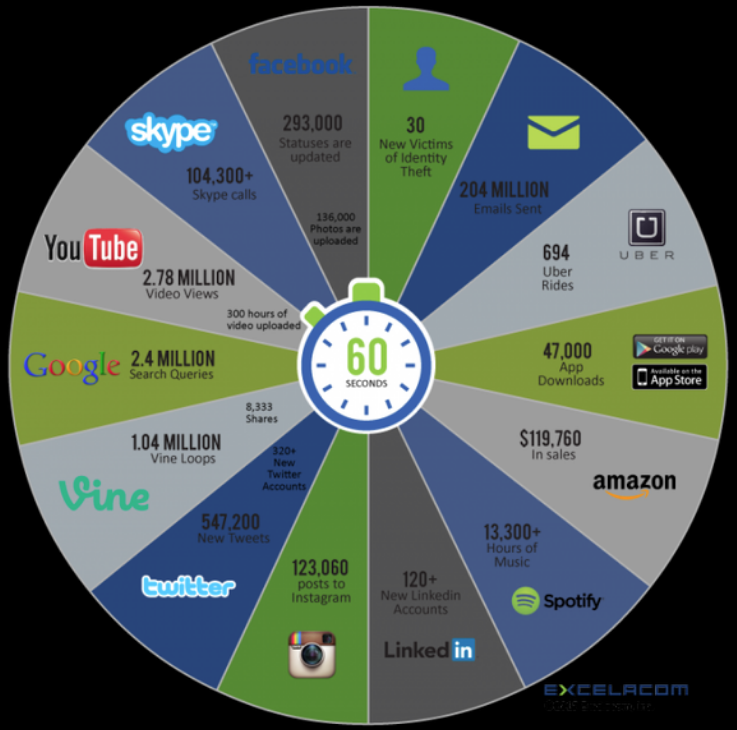 facebook
293,000
Statuses are
updated
136,000
Photos are
uploaded
30
New Victims
of Identity
Theft
204 MILLION
Emails Sent
UBER
694
Uber
Rides
47,000
App
Downloads
GET IT ON
Google play
Available on the
App Store
$119,760
In sales
amazon
13,300+
Hours of
Music
Spotify
120+
New Linkedin
Accounts
Linked in
123,060
posts to
Instagram
320+
New
Twitter
Accounts
547,200
New Tweets
twitter
8,333
Shares
1.04 MILLION
Vine Loops
Vine
Google
2.4 MILLION
Search Queries
YouTube
2.78 MILLION
Video Views
300 hours of
video uploaded
skype
104,300+
Skype calls
60
SECONDS
EXCELACOM